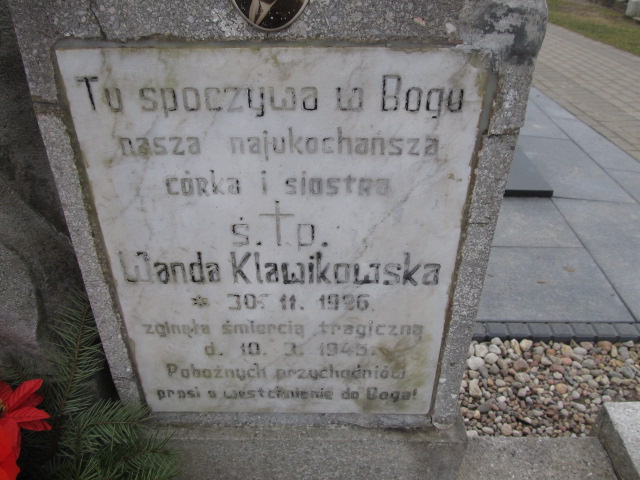 Tu spoczywa w Bogu
nasza najukochańsza
córka i siostra
ś. † p.
Wanda Klawikowska
* 30. 11. 1926.
zginęła śmiercią tragiczną
d. 10. 3. 1945.
Pobożnych przychodniów
prosi o westchnienie do Boga!